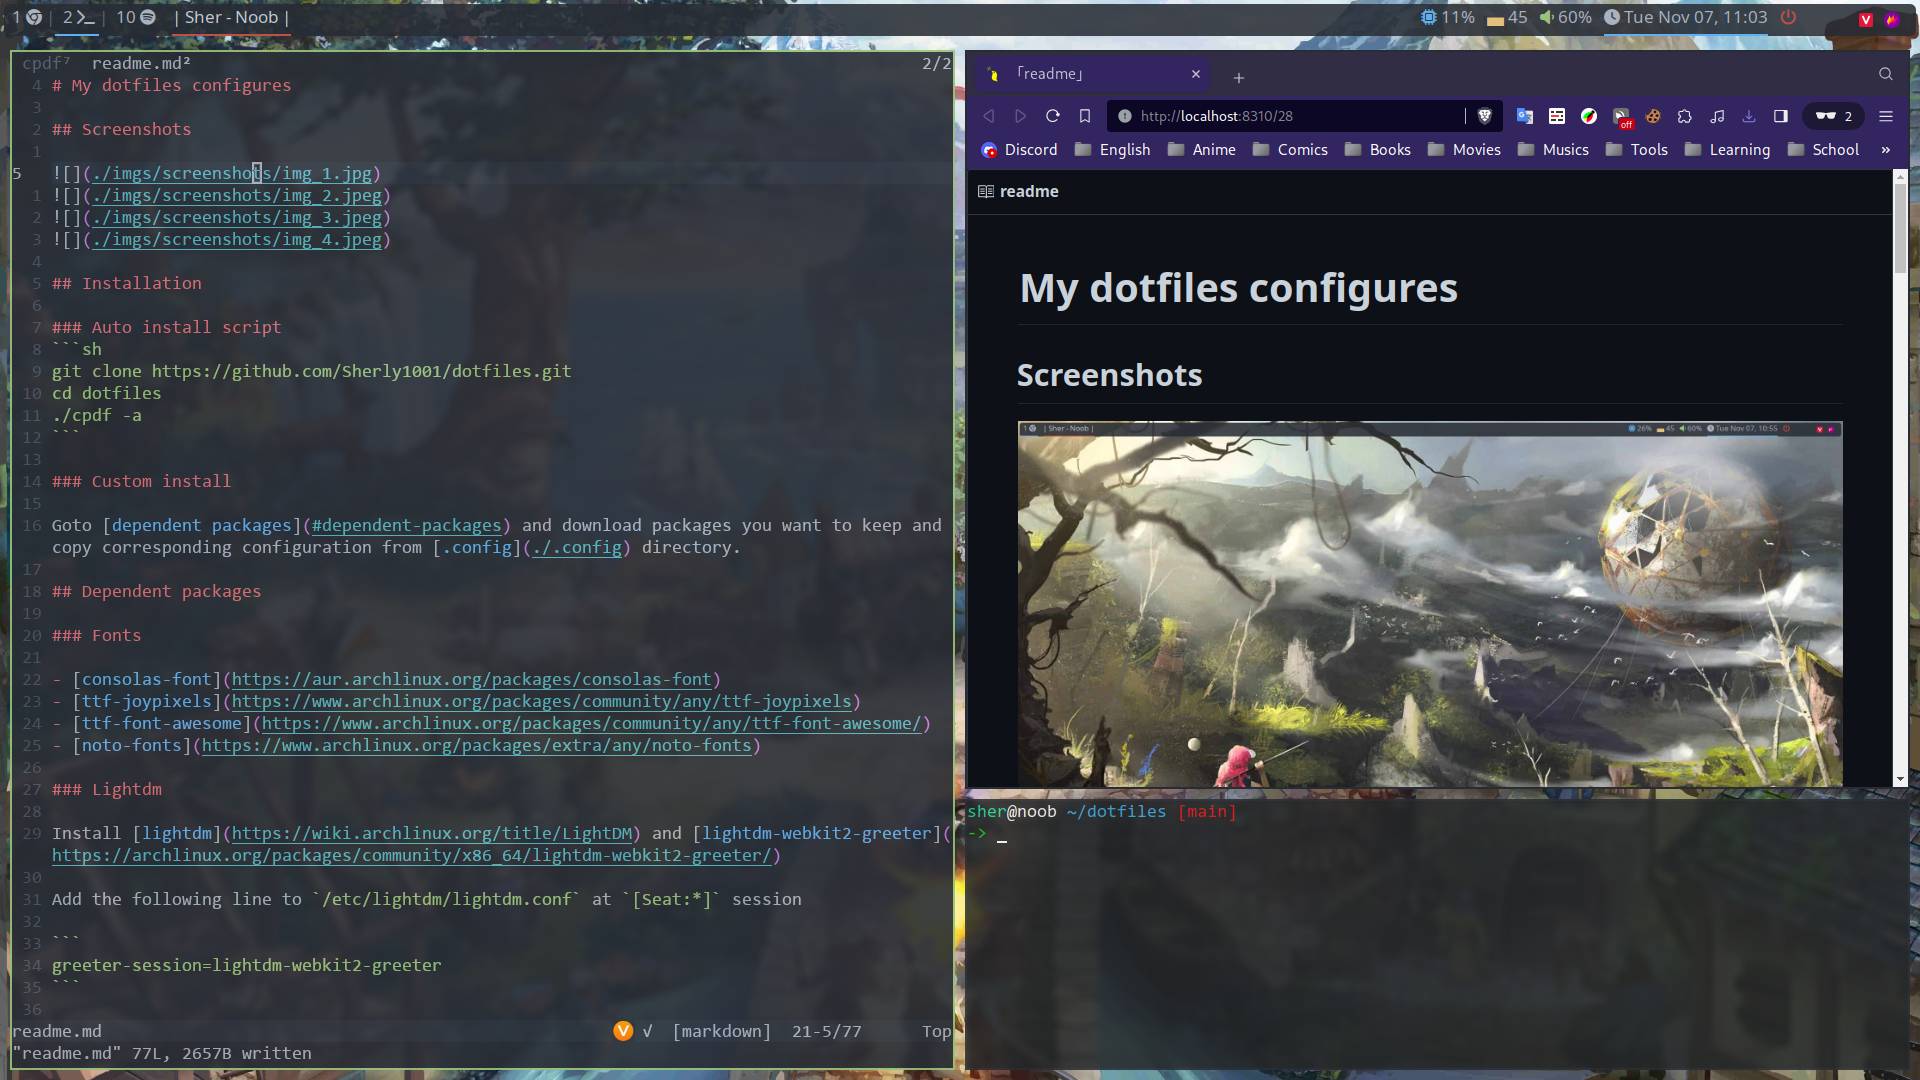 1 2 10 | Sher - Noob | 11% 45 60% Tue Nov 07, 11:03
cpdf⁷ readme.md² 2/2
4 # My dotfiles configures
3
2 ## Screenshots
1
5 ![](./imgs/screenshots/img_1.jpg)
1 ![](./imgs/screenshots/img_2.jpeg)
2 ![](./imgs/screenshots/img_3.jpeg)
3 ![](./imgs/screenshots/img_4.jpeg)
4
5 ## Installation
6
7 ### Auto install script
8 ```sh
9 git clone https://github.com/Sherly1001/dotfiles.git
10 cd dotfiles
11 ./cpdf -a
12 ```
13
14 ### Custom install
15
16 Goto [dependent packages](#dependent-packages) and download packages you want to keep and
copy corresponding configuration from [.config](./.config) directory.
17
18 ## Dependent packages
19
20 ### Fonts
21
22 - [consolas-font](https://aur.archlinux.org/packages/consolas-font)
23 - [ttf-joypixels](https://www.archlinux.org/packages/community/any/ttf-joypixels)
24 - [ttf-font-awesome](https://www.archlinux.org/packages/community/any/ttf-font-awesome/)
25 - [noto-fonts](https://www.archlinux.org/packages/extra/any/noto-fonts)
26
27 ### Lightdm
28
29 Install [lightdm](https://wiki.archlinux.org/title/LightDM) and [lightdm-webkit2-greeter](
https://archlinux.org/packages/community/x86_64/lightdm-webkit2-greeter/)
30
31 Add the following line to `/etc/lightdm/lightdm.conf` at `[Seat:*]` session
32
33 ```
34 greeter-session=lightdm-webkit2-greeter
35 ```
36
readme.md V √ [markdown] 21-5/77 Top
"readme.md" 77L, 2657B written
「readme」
http://localhost:8310/28 off 2
Discord English Anime Comics Books Movies Musics Tools Learning School »
readme
My dotfiles configures
Screenshots
1 | Sher - Noob | 26% 45 60% Tue Nov 07, 10:55
sher@noob ~/dotfiles [main]
-> _